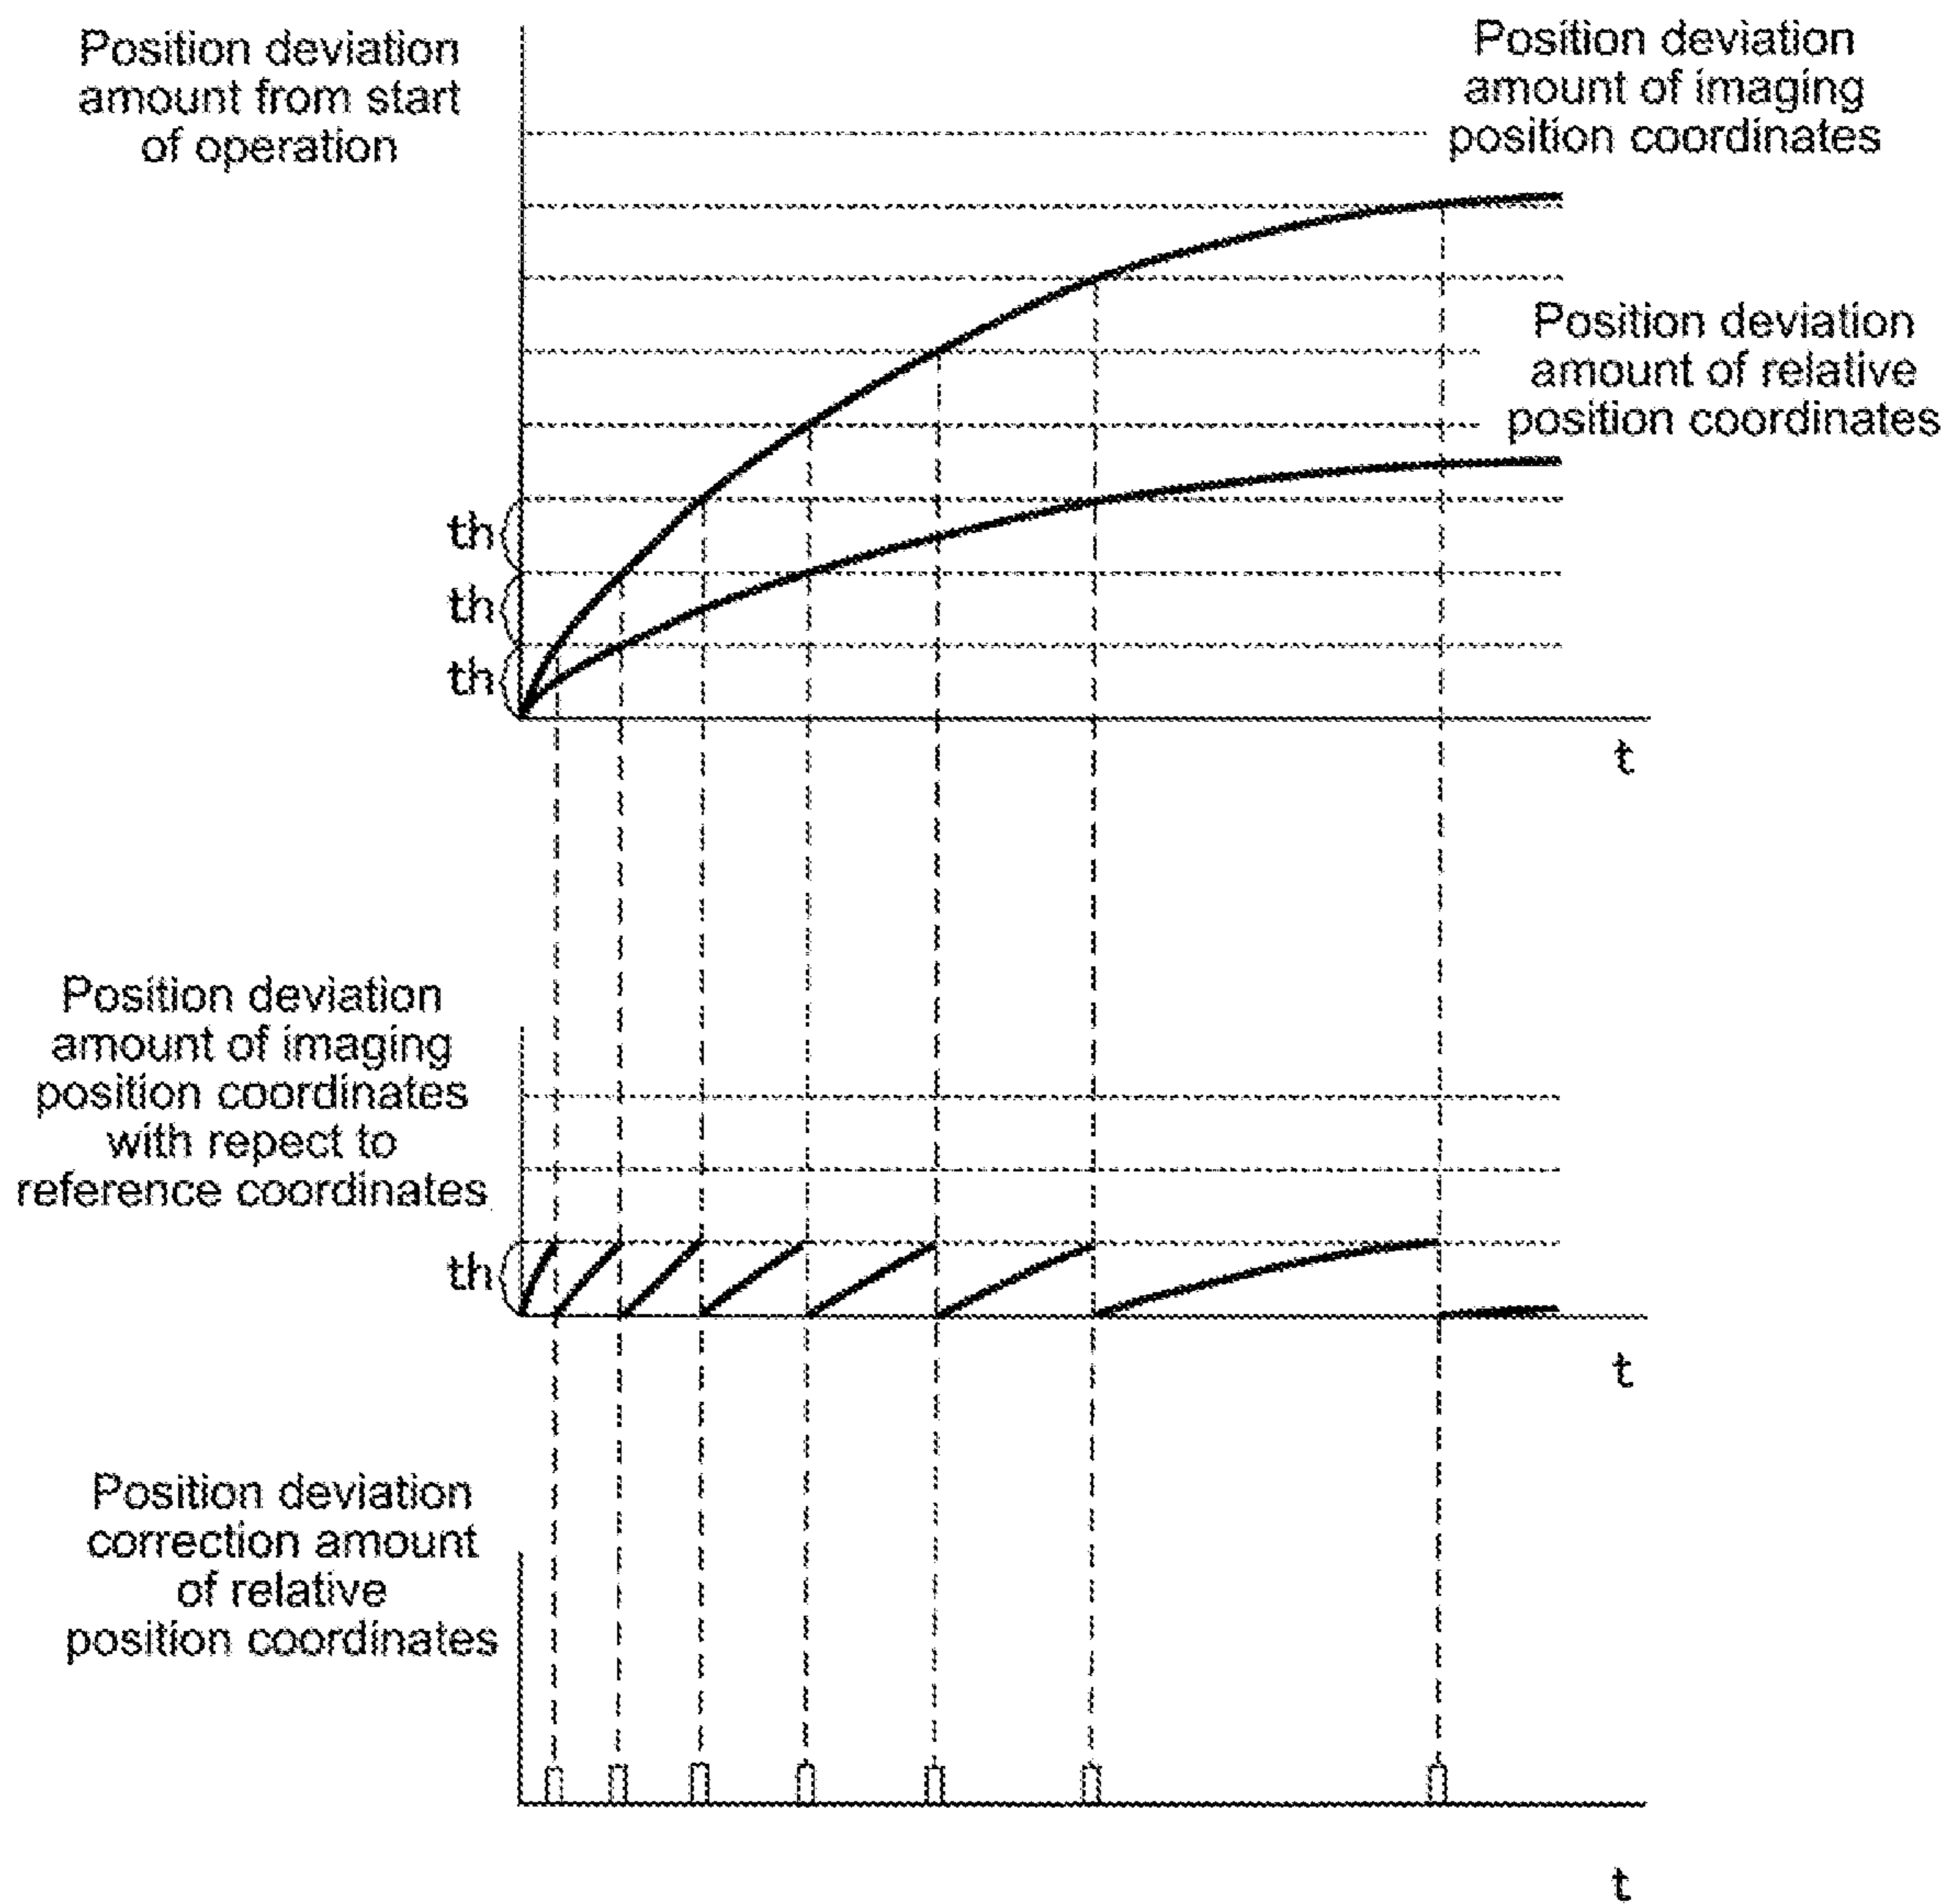 Position deviation
amount from start
of operation
Position deviation
amount of imaging
position coordinates
Position deviation
amount of relative
position coordinates
th
th
th
t
Position deviation
amount of imaging
position coordinates
with repect to
reference coordinates
th
t
Position deviation
correction amount
of relative
position coordinates
t